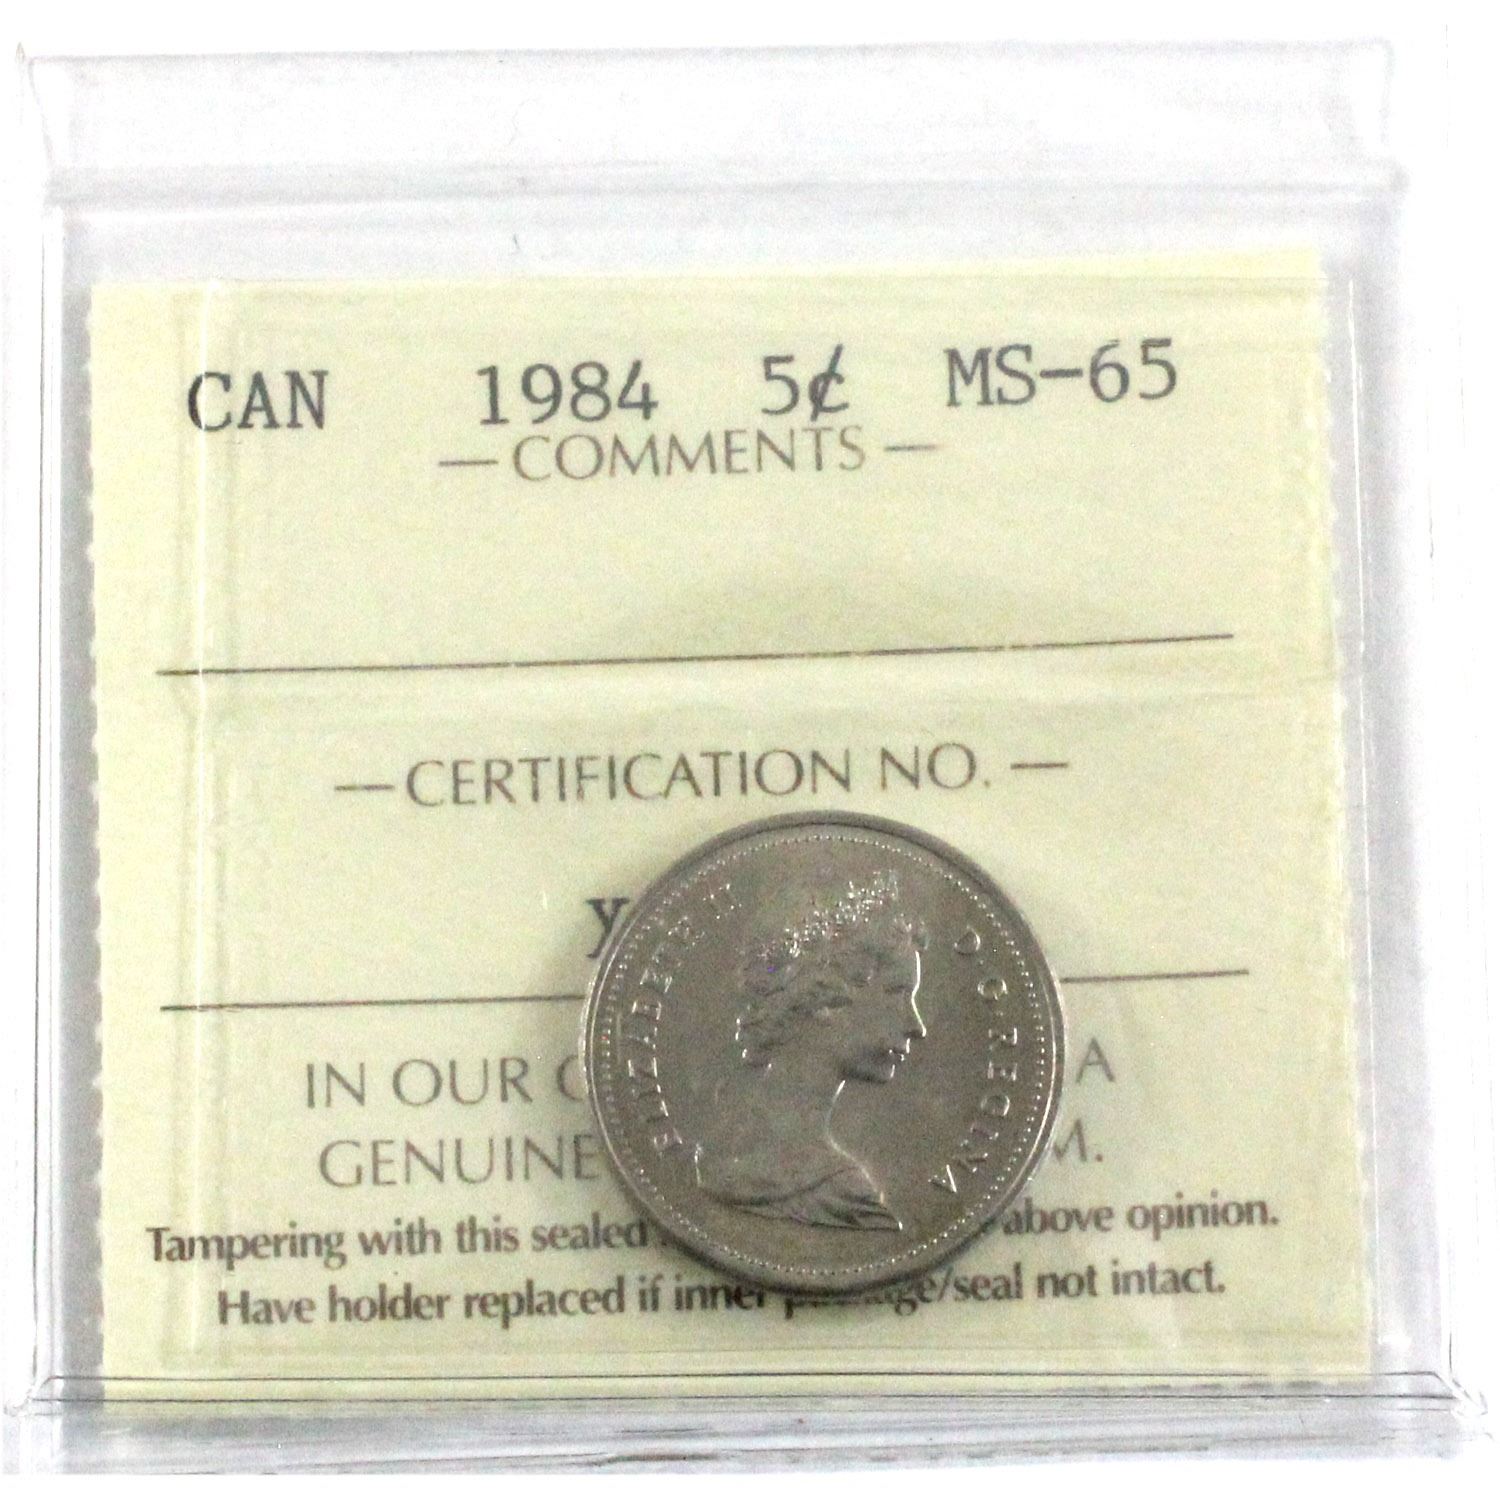 CAN 1984 5¢ MS-65
— COMMENTS —
— CERTIFICATION NO. —
ELIZABETH II D·G·REGINA
IN OUR A
GENUINE
Tampering with this sealed above opinion.
Have holder replaced if inner /seal not intact.